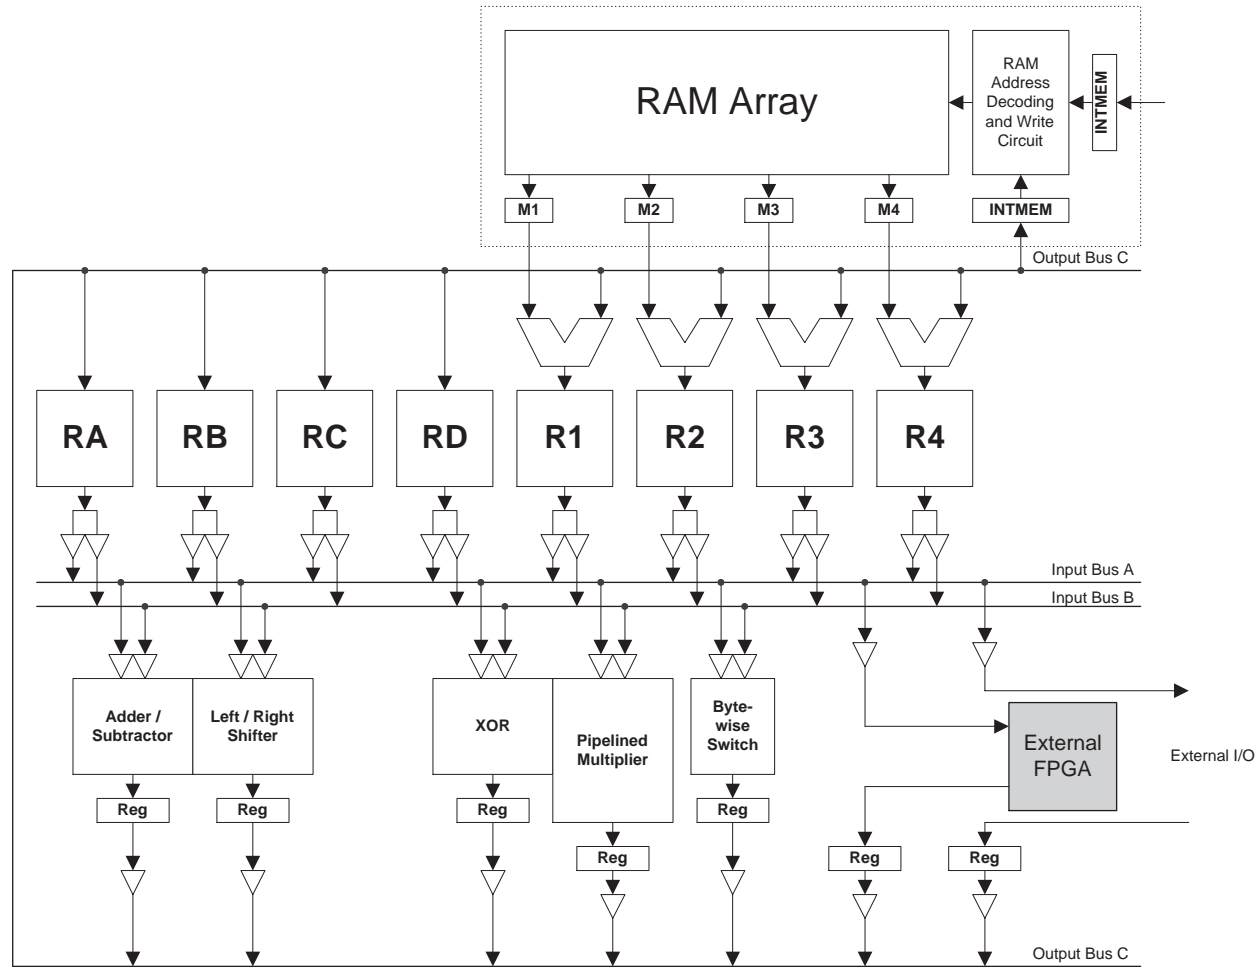 RAM Array
RAM
Address
Decoding
and Write
Circuit
INTMEM
M1
M2
M3
M4
INTMEM
Output Bus C
RA
RB
RC
RD
R1
R2
R3
R4
Input Bus A
Input Bus B
Adder /
Subtractor
Left / Right
Shifter
XOR
Pipelined
Multiplier
Byte-
wise
Switch
External
FPGA
External I/O
Reg
Reg
Reg
Reg
Reg
Reg
Reg
Output Bus C